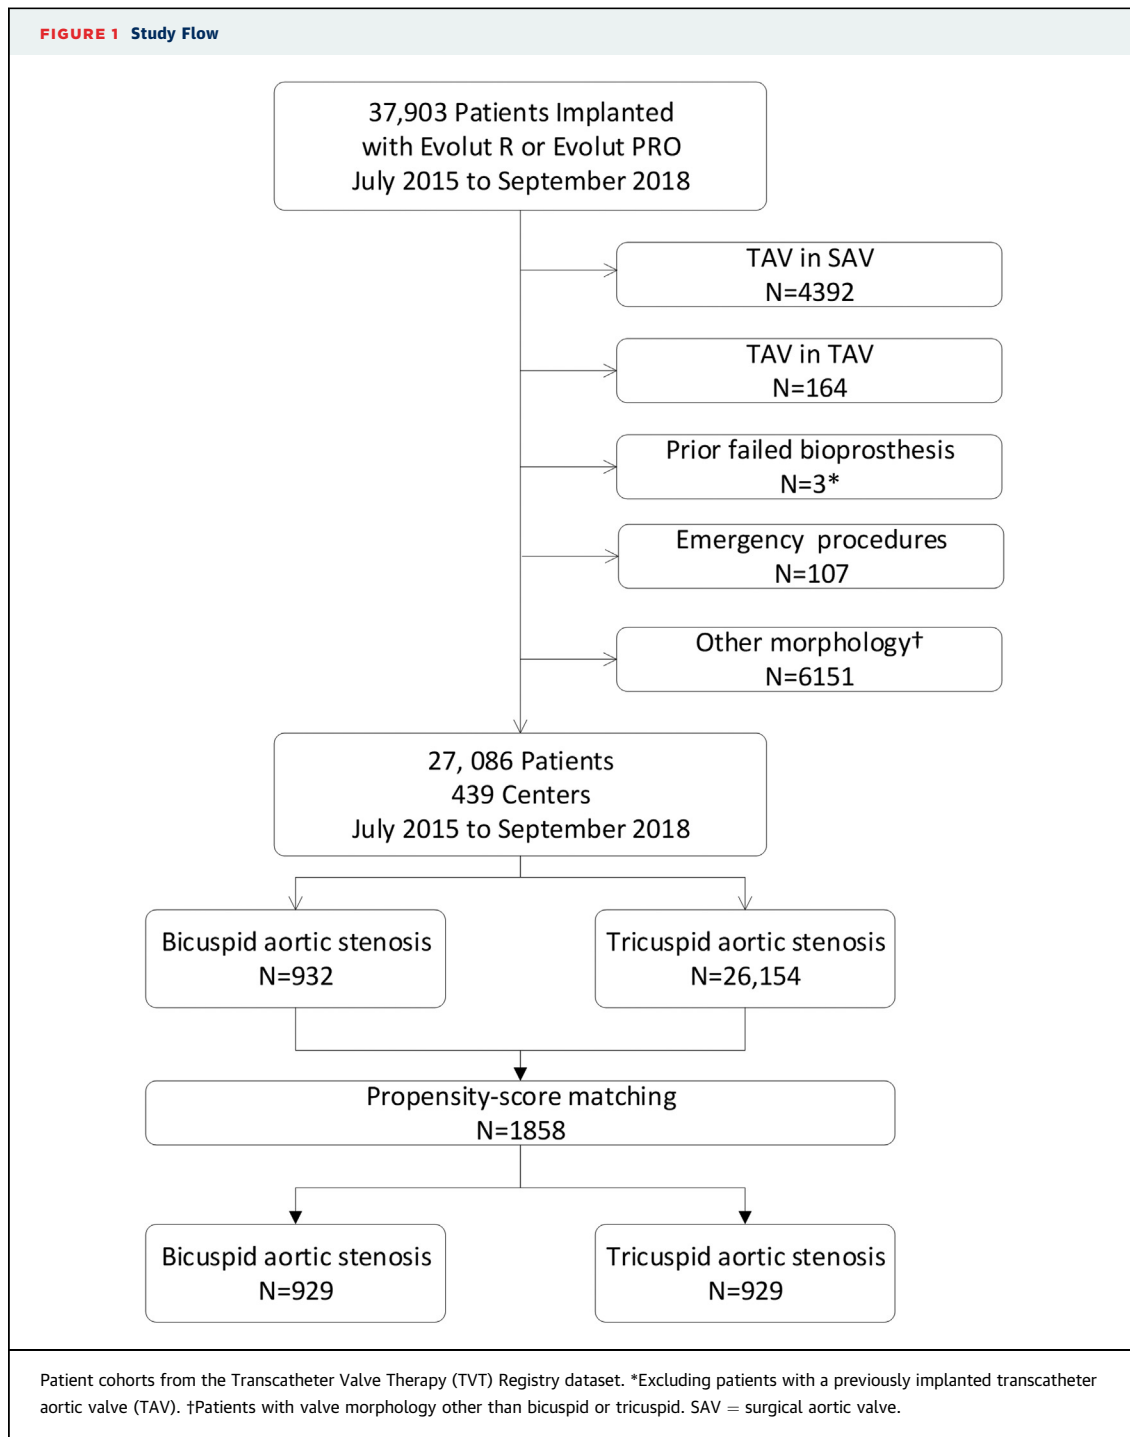 FIGURE 1 Study Flow
37,903 Patients Implanted
with Evolut R or Evolut PRO
July 2015 to September 2018
TAV in SAV
N=4392
TAV in TAV
N=164
Prior failed bioprosthesis
N=3*
Emergency procedures
N=107
Other morphology†
N=6151
27, 086 Patients
439 Centers
July 2015 to September 2018
Bicuspid aortic stenosis
N=932
Tricuspid aortic stenosis
N=26,154
Propensity-score matching
N=1858
Bicuspid aortic stenosis
N=929
Tricuspid aortic stenosis
N=929
Patient cohorts from the Transcatheter Valve Therapy (TVT) Registry dataset. *Excluding patients with a previously implanted transcatheter
aortic valve (TAV). †Patients with valve morphology other than bicuspid or tricuspid. SAV = surgical aortic valve.